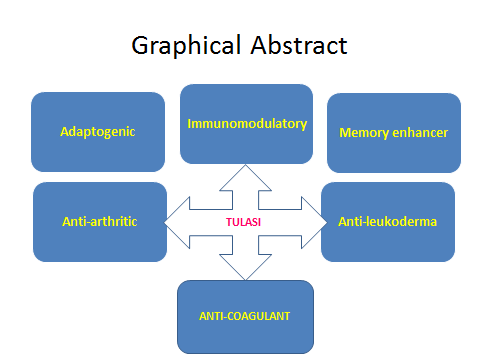 Graphical Abstract
Adaptogenic
Immunomodulatory
Memory enhancer
Anti-arthritic
TULASI
Anti-leukoderma
ANTI-COAGULANT